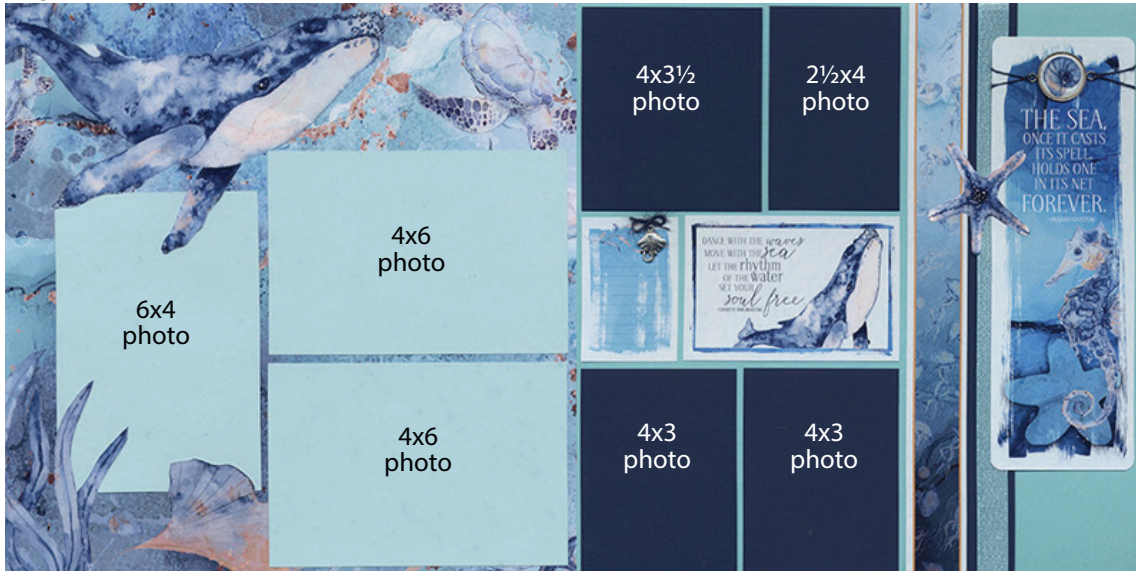 6x4
photo
4x6
photo
4x6
photo
4x3½
photo
2½x4
photo
DANCE WITH THE waves
MOVE WITH THE sea
LET THE rhythm
OF THE water
SET YOUR
soul free
4x3
photo
4x3
photo
THE SEA,
ONCE IT CASTS
ITS SPELL,
HOLDS ONE
IN ITS NET
FOREVER.